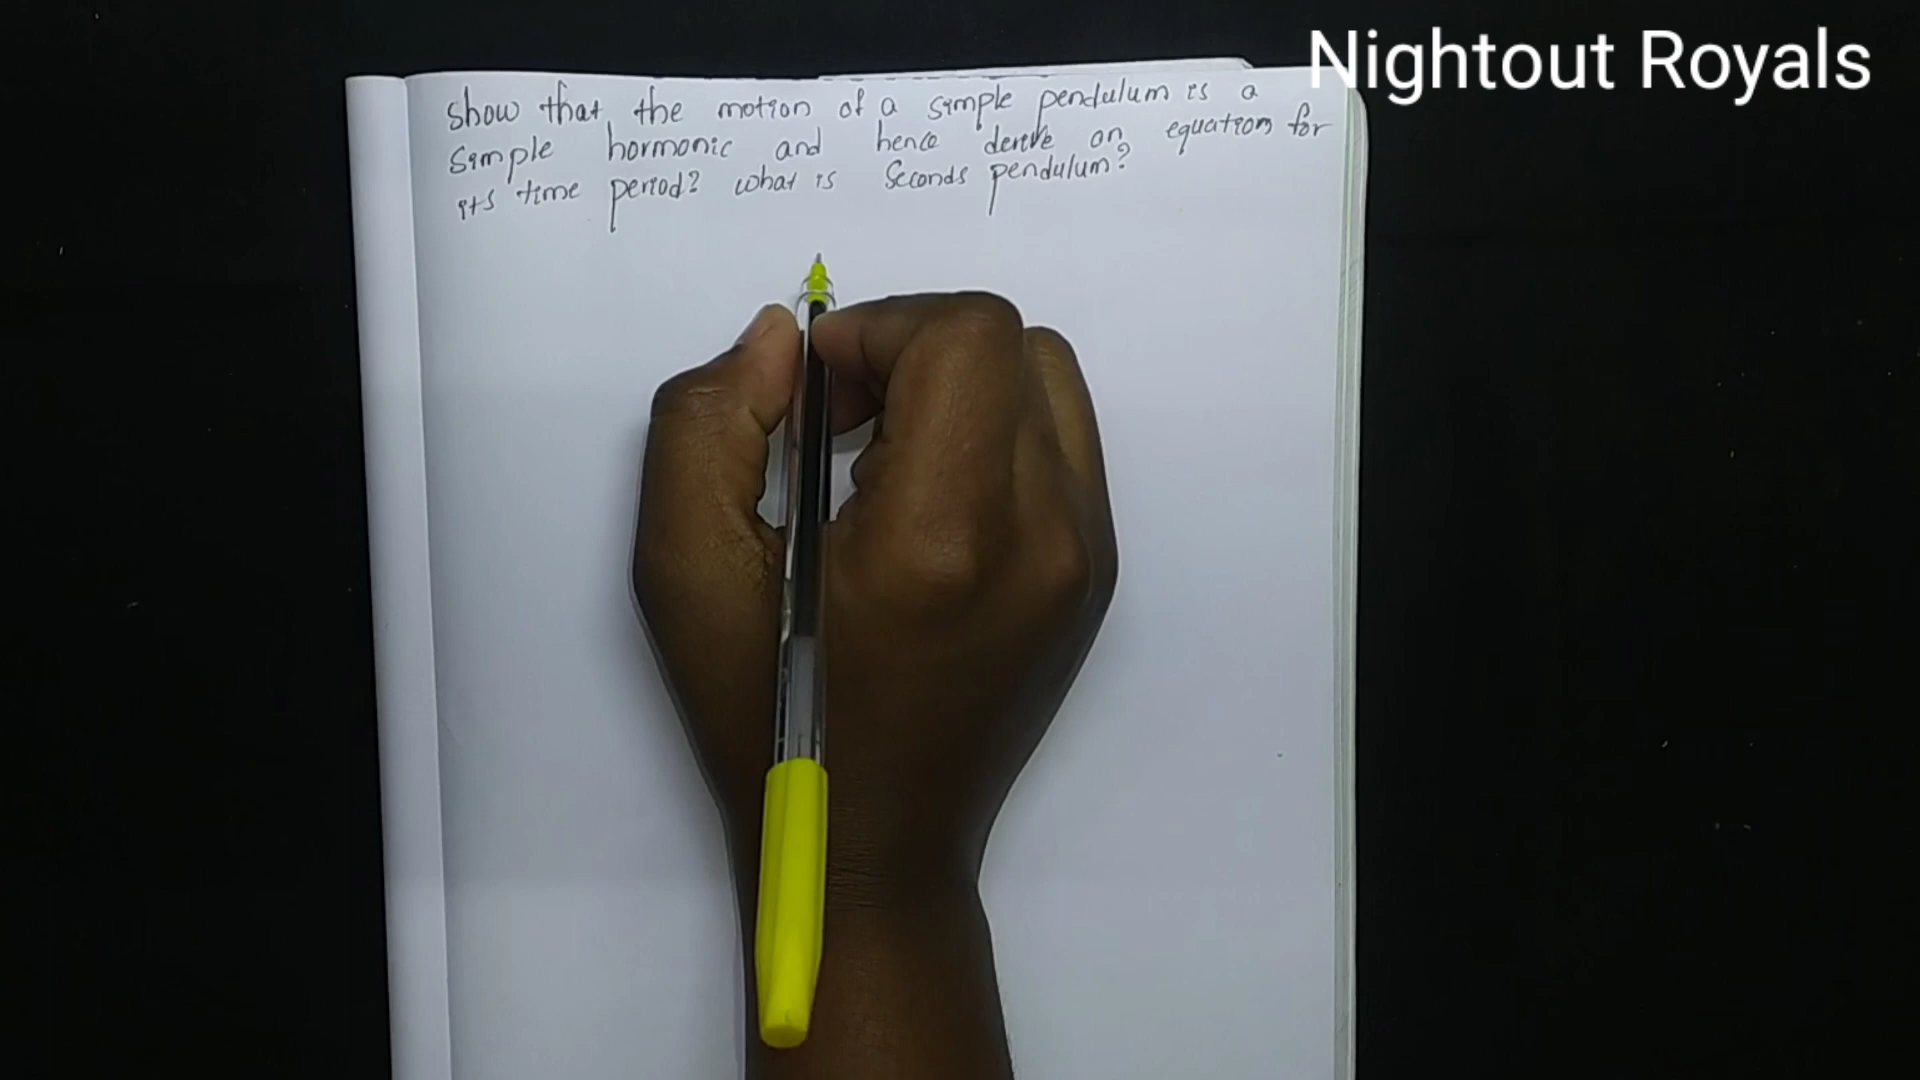 Nightout Royals
show that the motion of a simple pendulum is a
simple hormonic and hence derive an equation for
its time period? what is seconds pendulum?